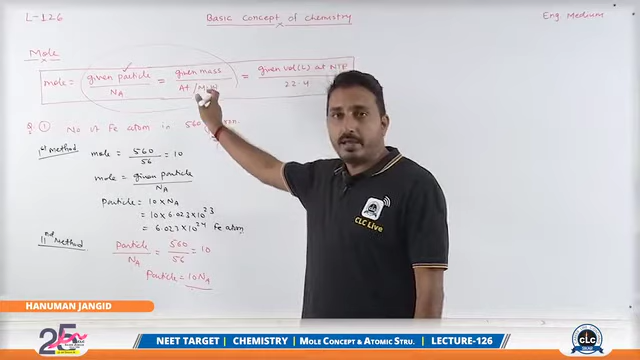 L-126 Basic Concept of chemistry Eng. Medium
Mole
mole = given particle / NA = given mass / At/M.W = given vol(L) at NTP / 22.4
Q. ① No of Fe atom in 560
1st method mole = 560/56 = 10
mole = given particle / NA
Particle = 10 × NA
= 10 × 6.023 × 10^23
= 6.023 × 10^24 Fe atom
IInd method Particle / NA = 560/56 = 10
Particle = 10 NA
CLC Live
HANUMAN JANGID
25
NEET TARGET | CHEMISTRY | MOLE CONCEPT & ATOMIC STRU. | LECTURE-126
CLC